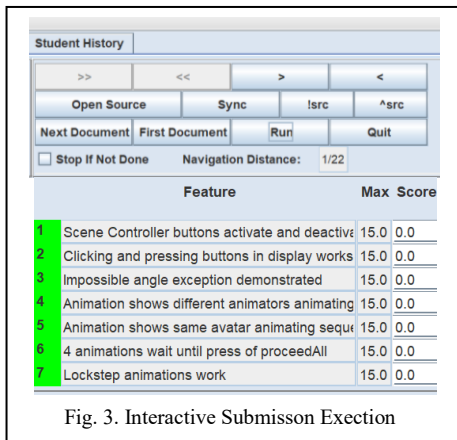 Student History
>> << > <
Open Source Sync !src ^src
Next Document First Document Run Quit
Stop If Not Done Navigation Distance: 1/22
Feature Max Score
1 Scene Controller buttons activate and deactiva 15.0 0.0
2 Clicking and pressing buttons in display works 15.0 0.0
3 Impossible angle exception demonstrated 15.0 0.0
4 Animation shows different animators animating 15.0 0.0
5 Animation shows same avatar animating seque 15.0 0.0
6 4 animations wait until press of proceedAll 15.0 0.0
7 Lockstep animations work 15.0 0.0
Fig. 3. Interactive Submisson Exection